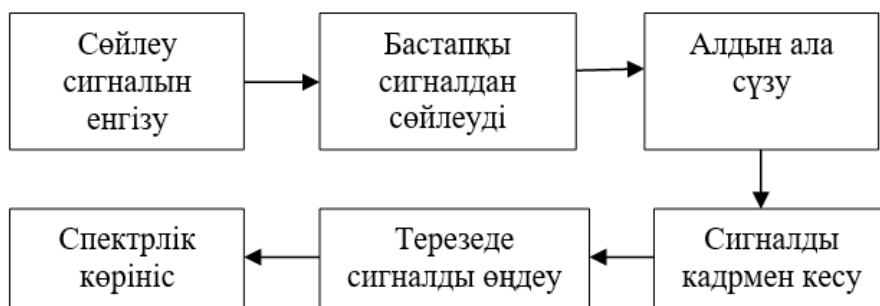 Сөйлеу
сигналын
енгізу
Бастапқы
сигналдан
сөйлеуді
Алдын ала
сүзу
Сигналды
кадрмен кесу
Терезеде
сигналды өңдеу
Спектрлік
көрініс